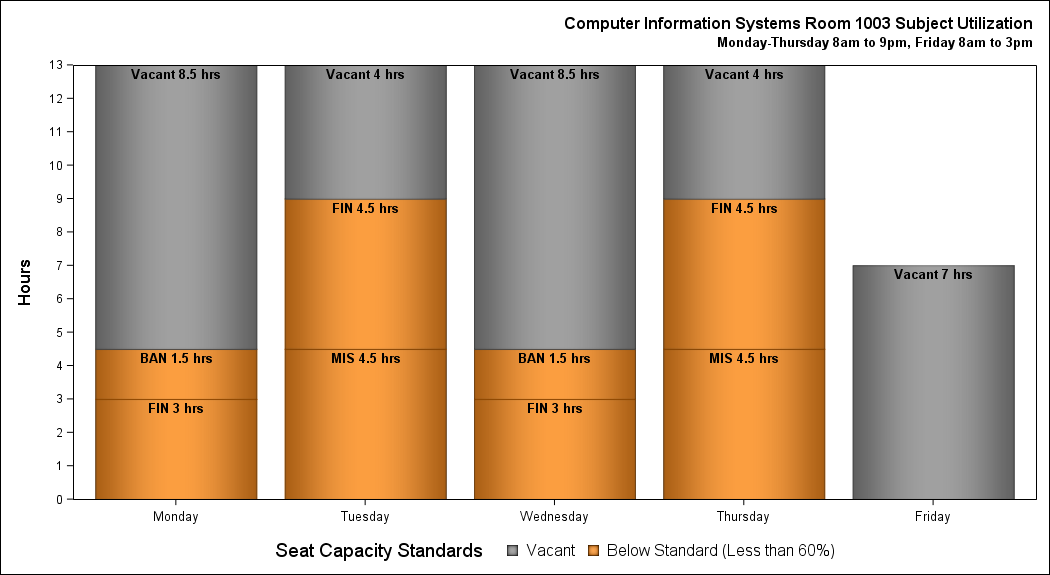 Computer Information Systems Room 1003 Subject Utilization
Monday-Thursday 8am to 9pm, Friday 8am to 3pm
Hours
13
12
11
10
9
8
7
6
5
4
3
2
1
0
Vacant 8.5 hrs
BAN 1.5 hrs
FIN 3 hrs
Vacant 4 hrs
FIN 4.5 hrs
MIS 4.5 hrs
Vacant 8.5 hrs
BAN 1.5 hrs
FIN 3 hrs
Vacant 4 hrs
FIN 4.5 hrs
MIS 4.5 hrs
Vacant 7 hrs
Monday Tuesday Wednesday Thursday Friday
Seat Capacity Standards Vacant Below Standard (Less than 60%)